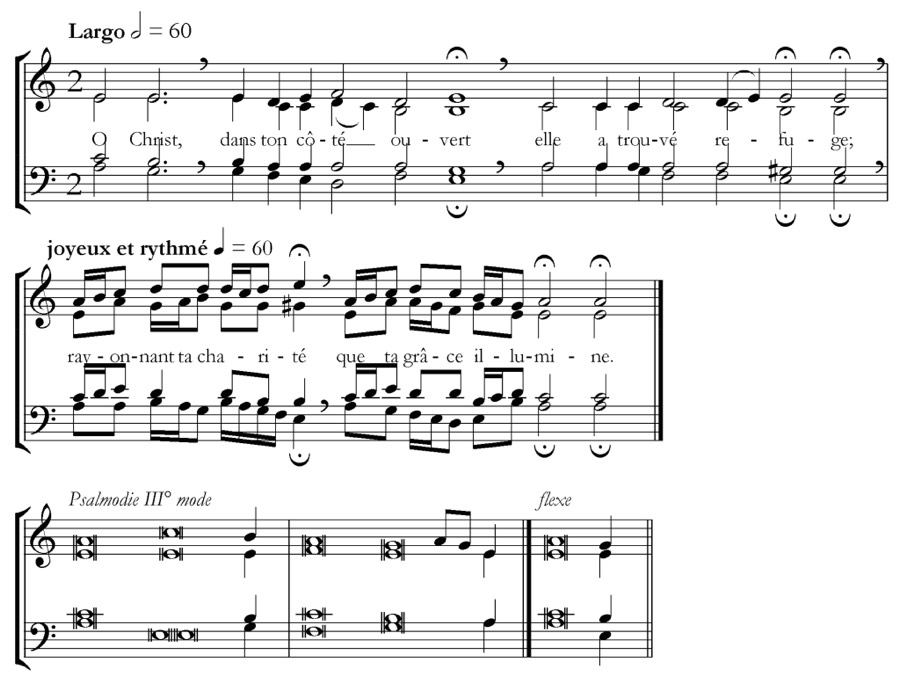 Largo 𝅗𝅥 = 60
2
O Christ, dans ton cô - té ou - vert elle a trou-vé re - fu - ge;
2
joyeux et rythmé ♩ = 60
ray - on-nant ta cha - ri - té que ta grâ - ce il - lu-mi - ne.
Psalmodie III° mode flexe